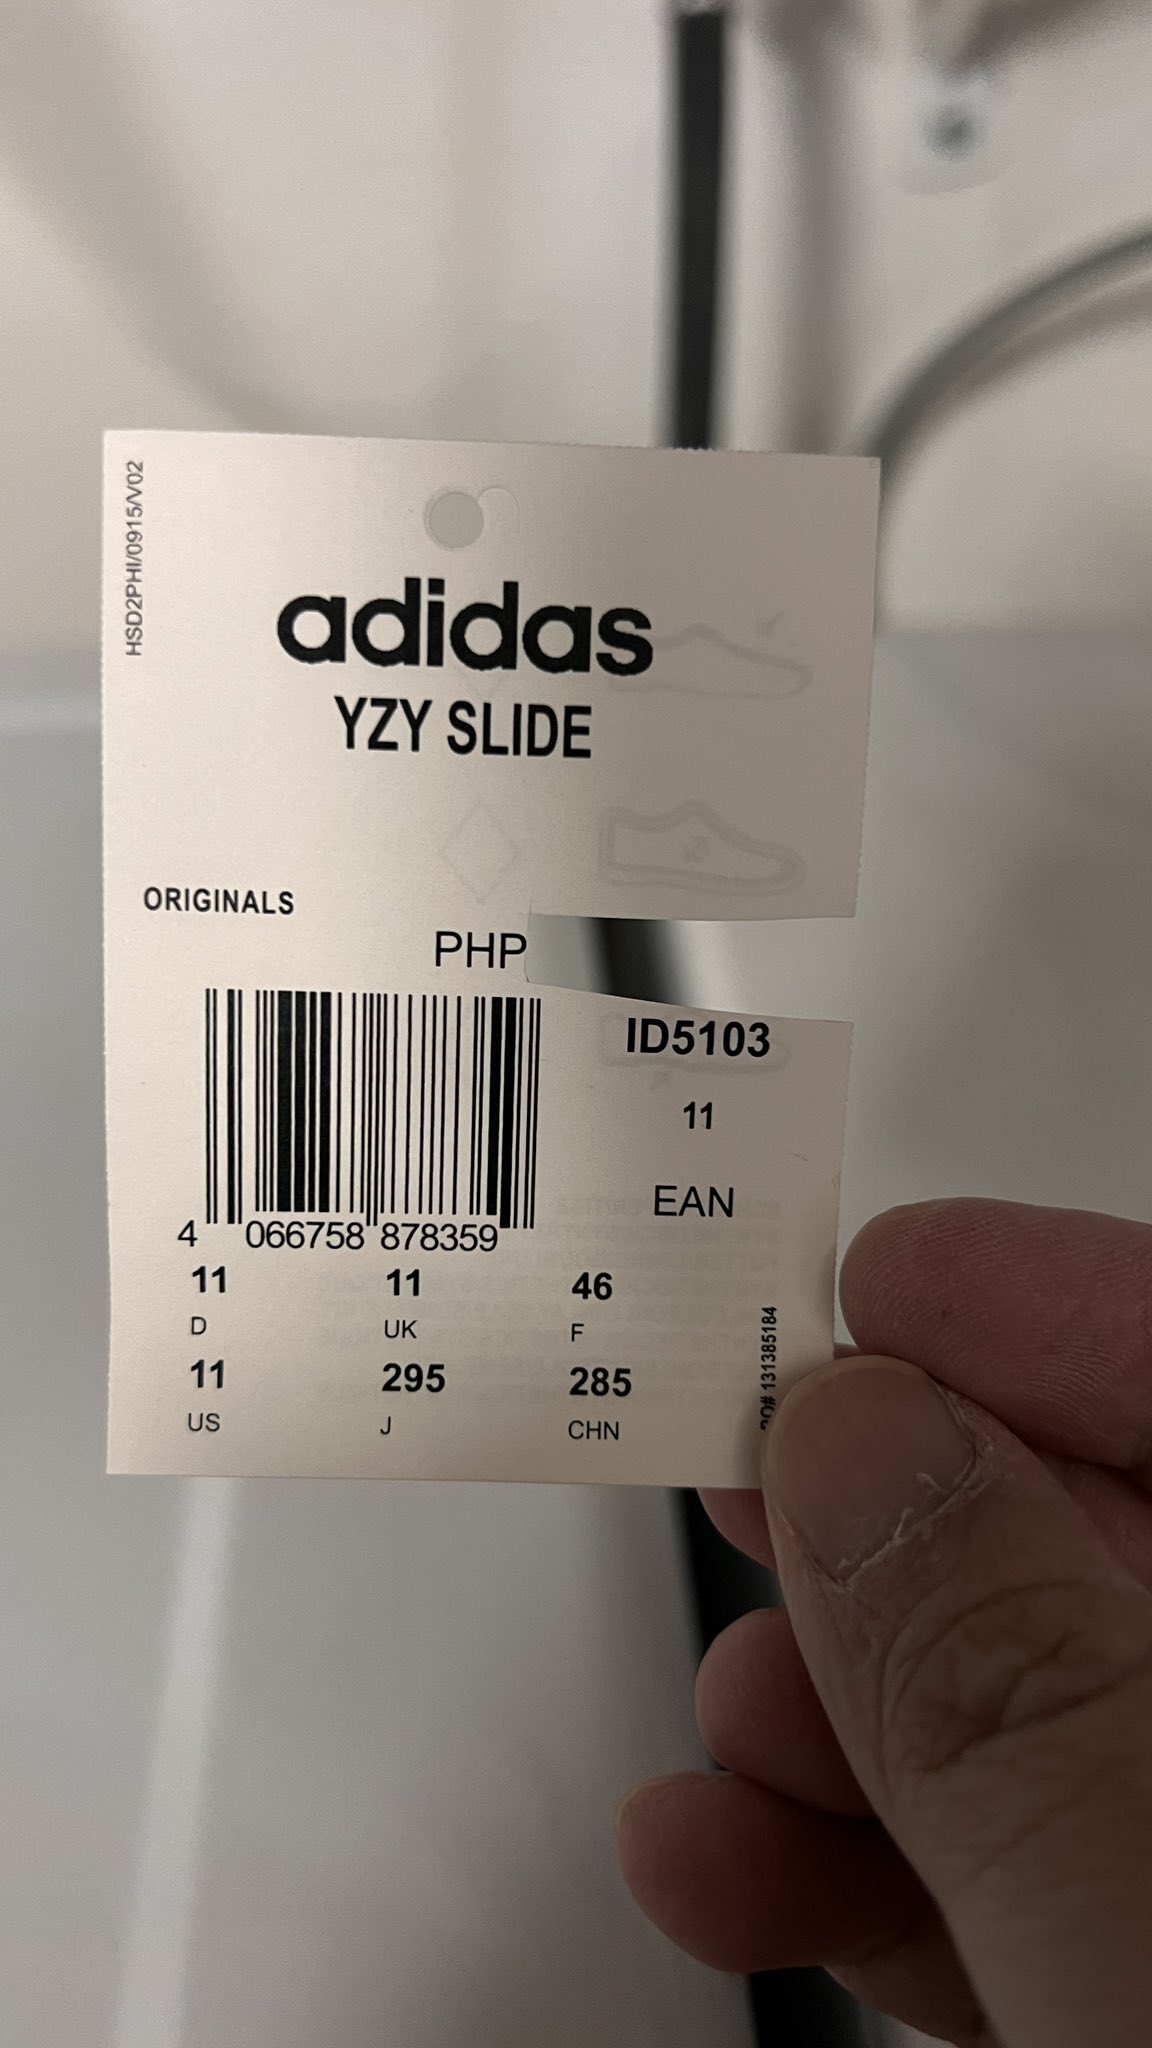 HSD2PHI/0915/V02
adidas
YZY SLIDE
ORIGINALS
PHP
ID5103
11
EAN
4 066758 878359
11 11 46
D UK F
11 295 285
US J CHN
131385184